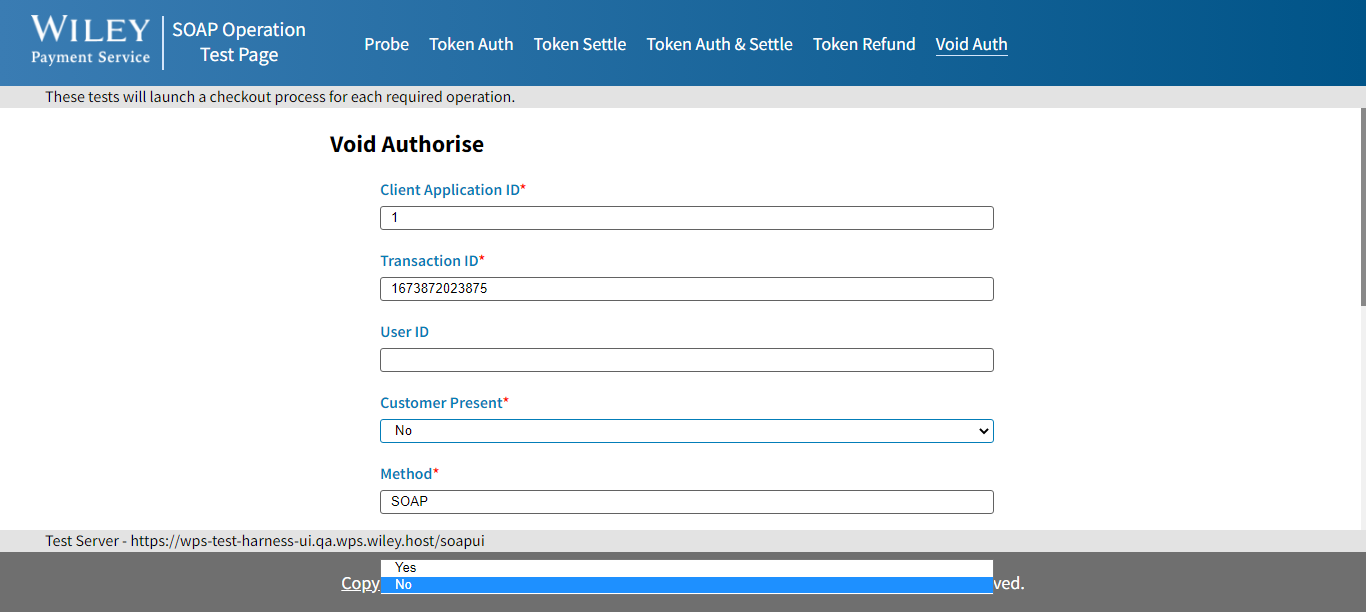 WILEY
Payment Service
SOAP Operation
Test Page
Probe Token Auth Token Settle Token Auth & Settle Token Refund Void Auth
These tests will launch a checkout process for each required operation.
Void Authorise
Client Application ID*
1
Transaction ID*
1673872023875
User ID
Customer Present*
No
Method*
SOAP
Test Server - https://wps-test-harness-ui.qa.wps.wiley.host/soapui
Yes
Copy No ved.